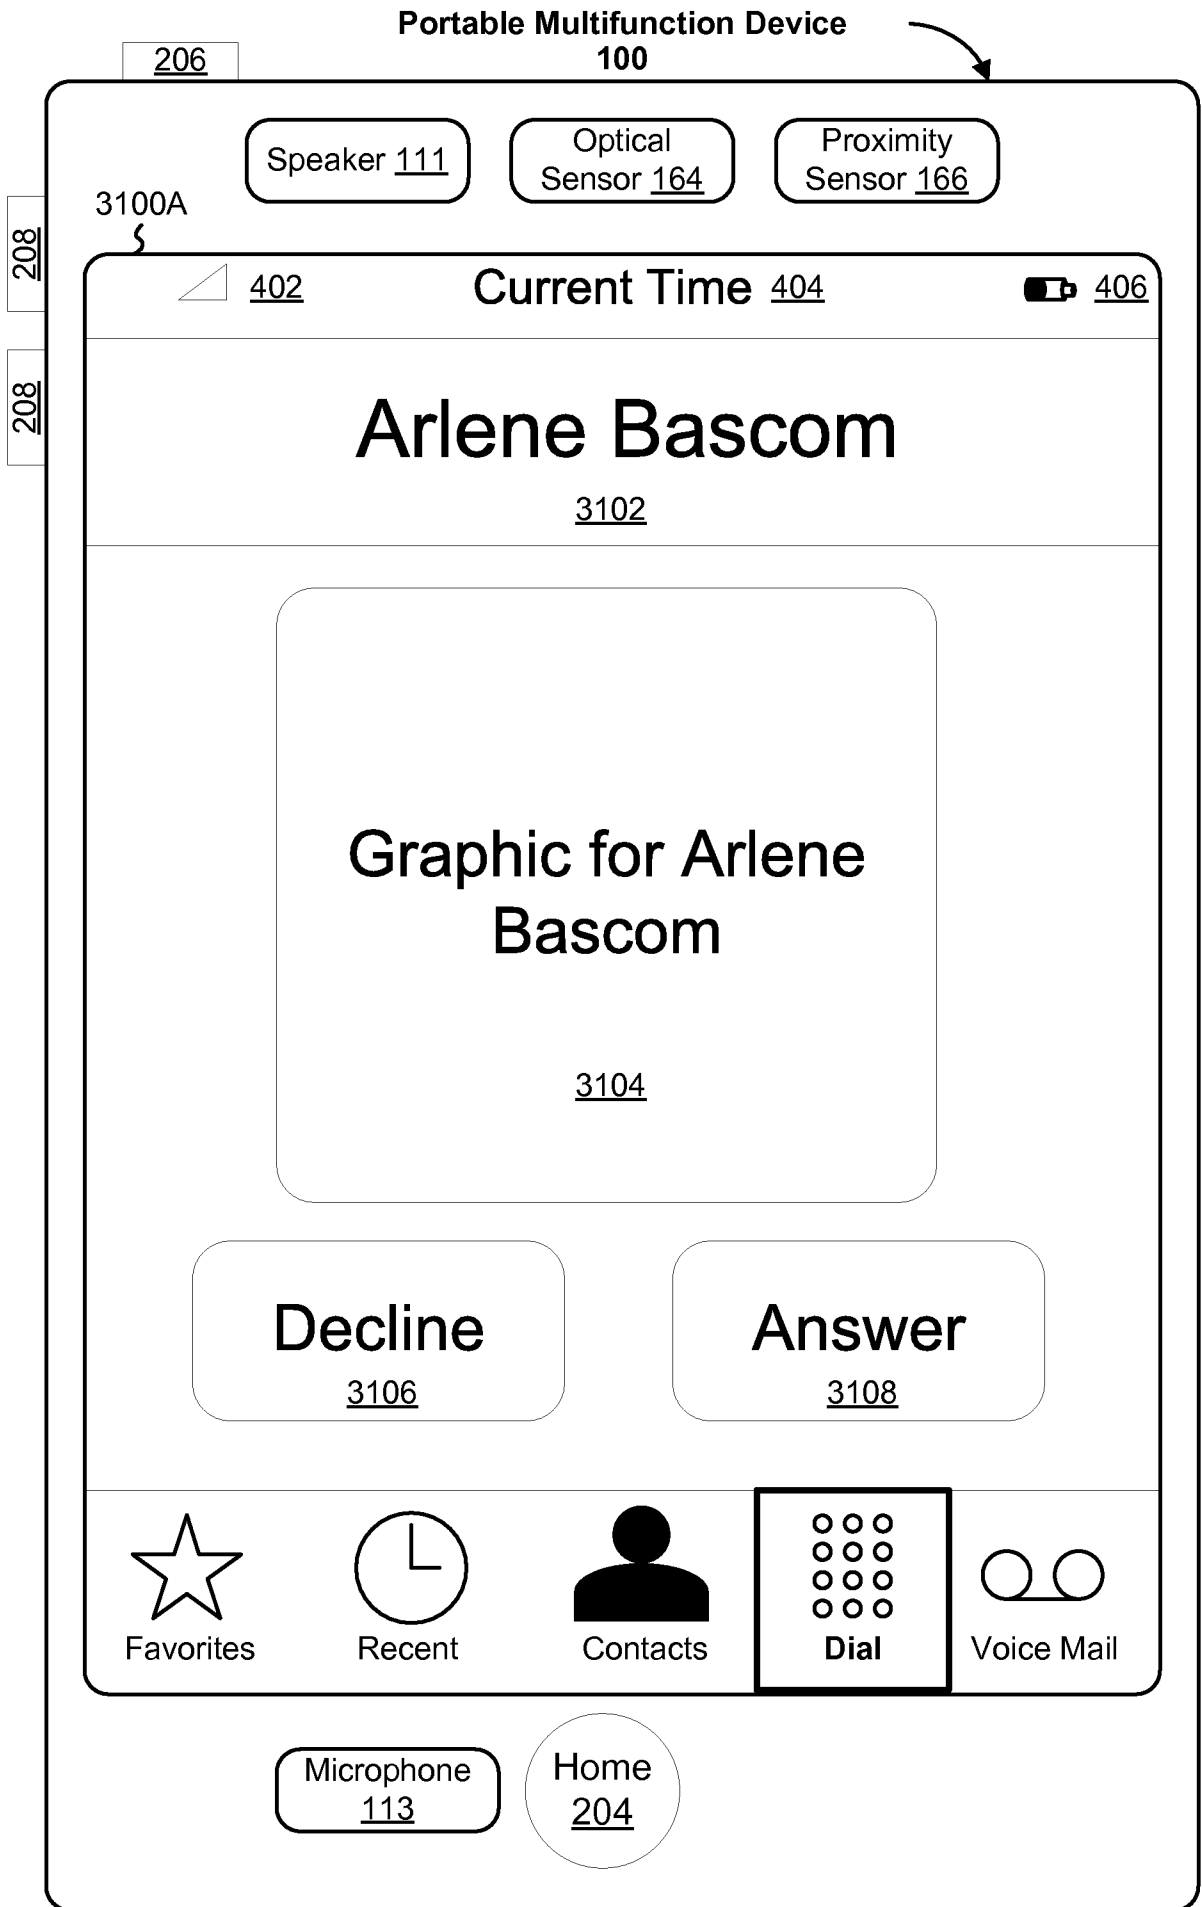 Portable Multifunction Device
100
206
Speaker 111
Optical
Sensor 164
Proximity
Sensor 166
3100A
208
208
402
Current Time 404
406
Arlene Bascom
3102
Graphic for Arlene
Bascom
3104
Decline
3106
Answer
3108
Favorites
Recent
Contacts
Dial
Voice Mail
Microphone
113
Home
204